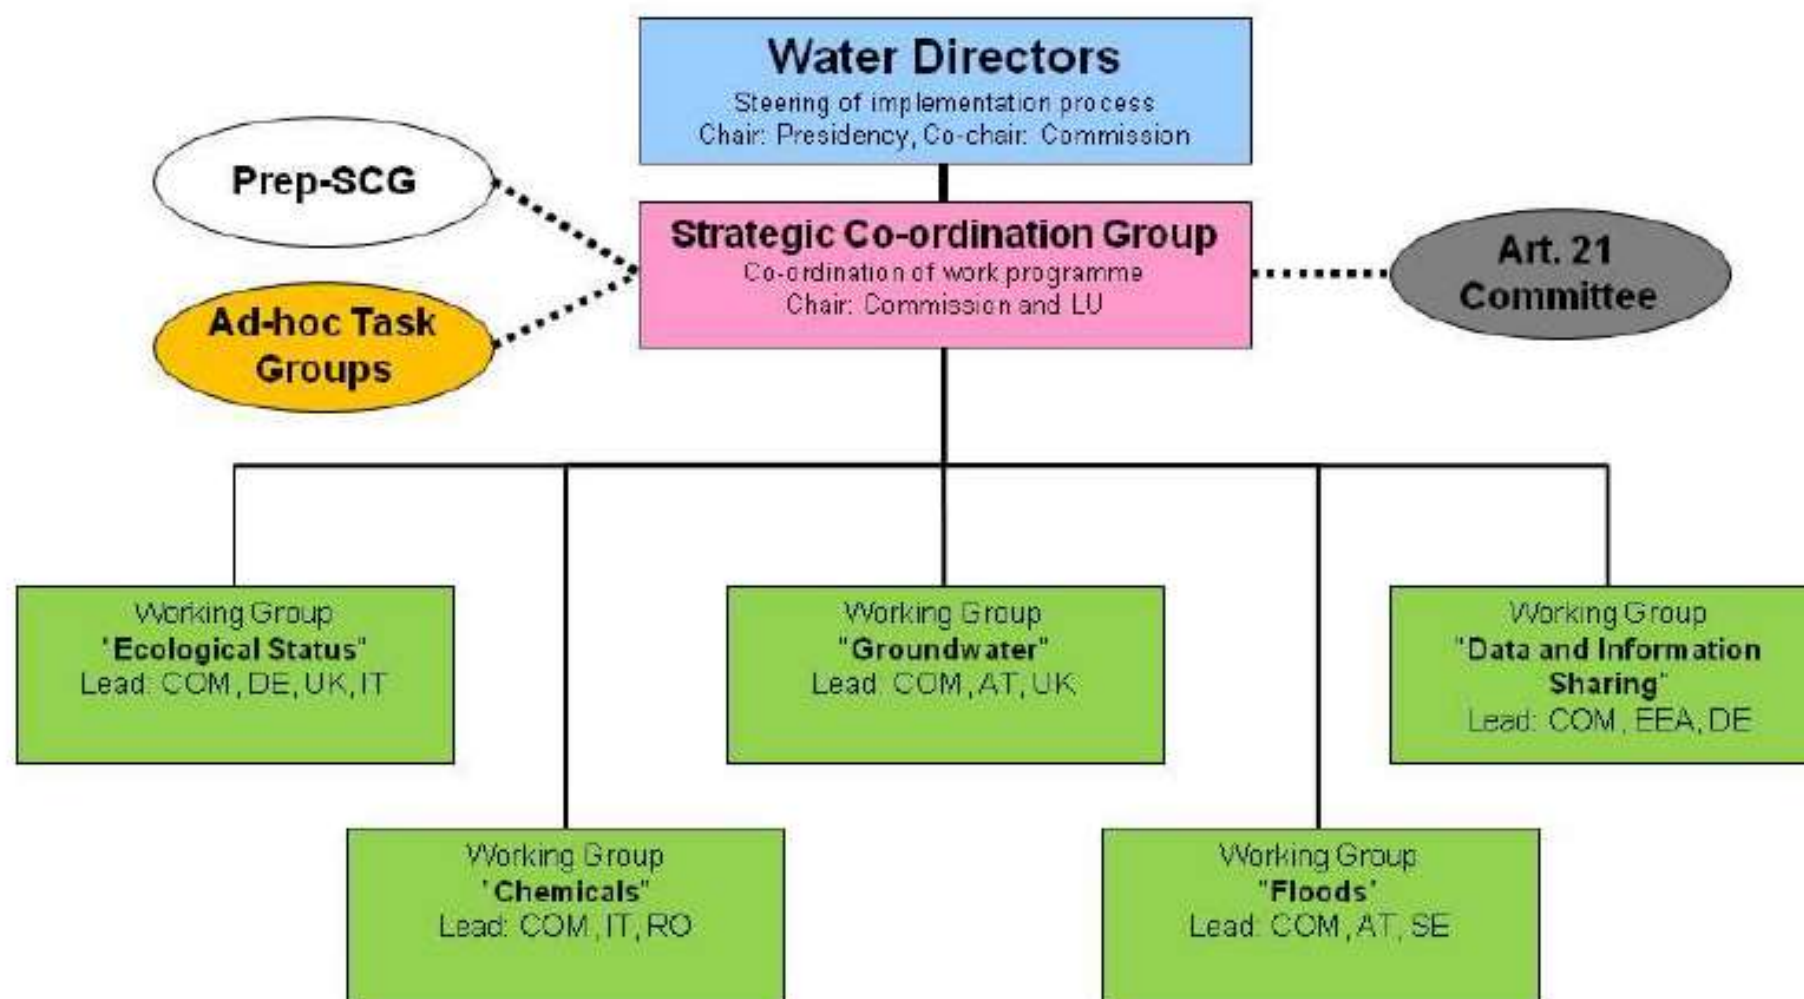 Water Directors
Steering of implementation process
Chair: Presidency, Co-chair: Commission
Prep-SCG
Strategic Co-ordination Group
Co-ordination of work programme
Chair: Commission and LU
Art. 21
Committee
Ad-hoc Task
Groups
Working Group
"Ecological Status"
Lead: COM, DE, UK, IT
Working Group
"Groundwater"
Lead: COM, AT, UK
Working Group
"Data and Information
Sharing"
Lead: COM, EEA, DE
Working Group
"Chemicals"
Lead: COM, IT, RO
Working Group
"Floods"
Lead: COM, AT, SE